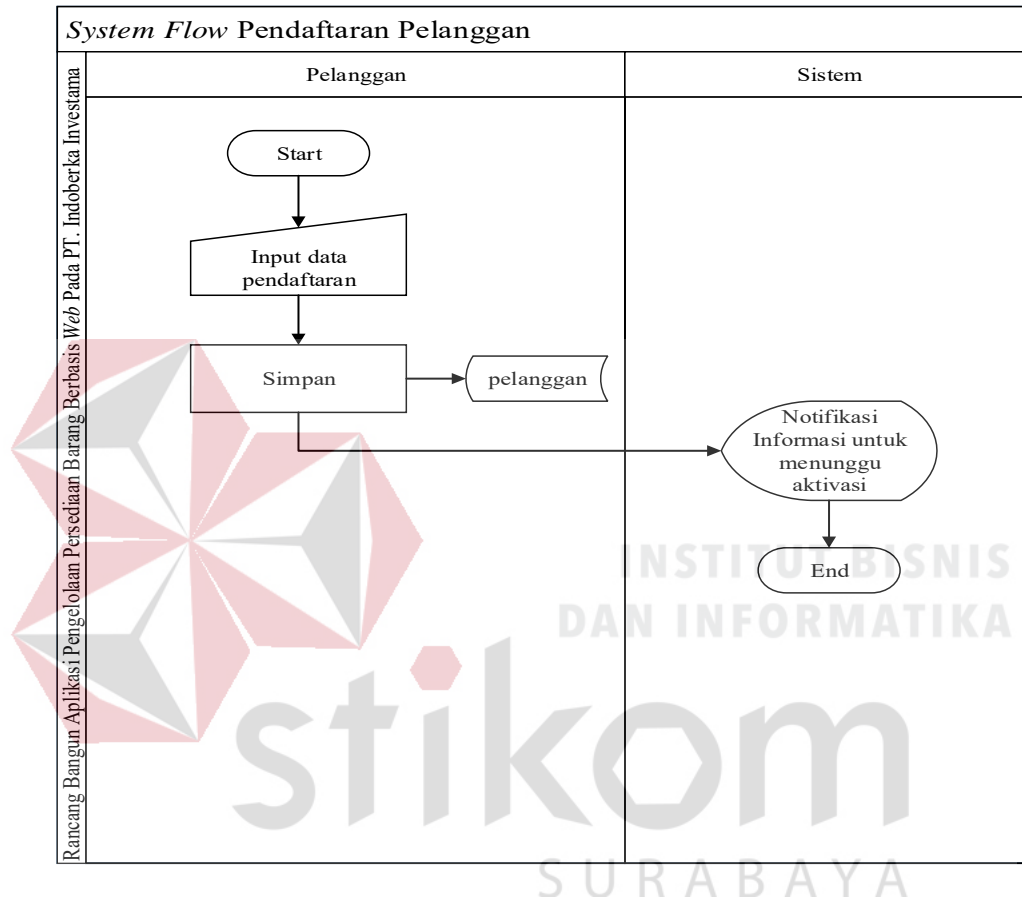 System Flow Pendaftaran Pelanggan
Rancang Bangun Aplikasi Pengelolaan Persediaan Barang Berbasis Web Pada PT. Indoberka Investama
Pelanggan
Sistem
Start
Input data
pendaftaran
Simpan
pelanggan
Notifikasi
Informasi untuk
menunggu
aktivasi
End
INSTITUT BISNIS
DAN INFORMATIKA
stikom
SURABAYA